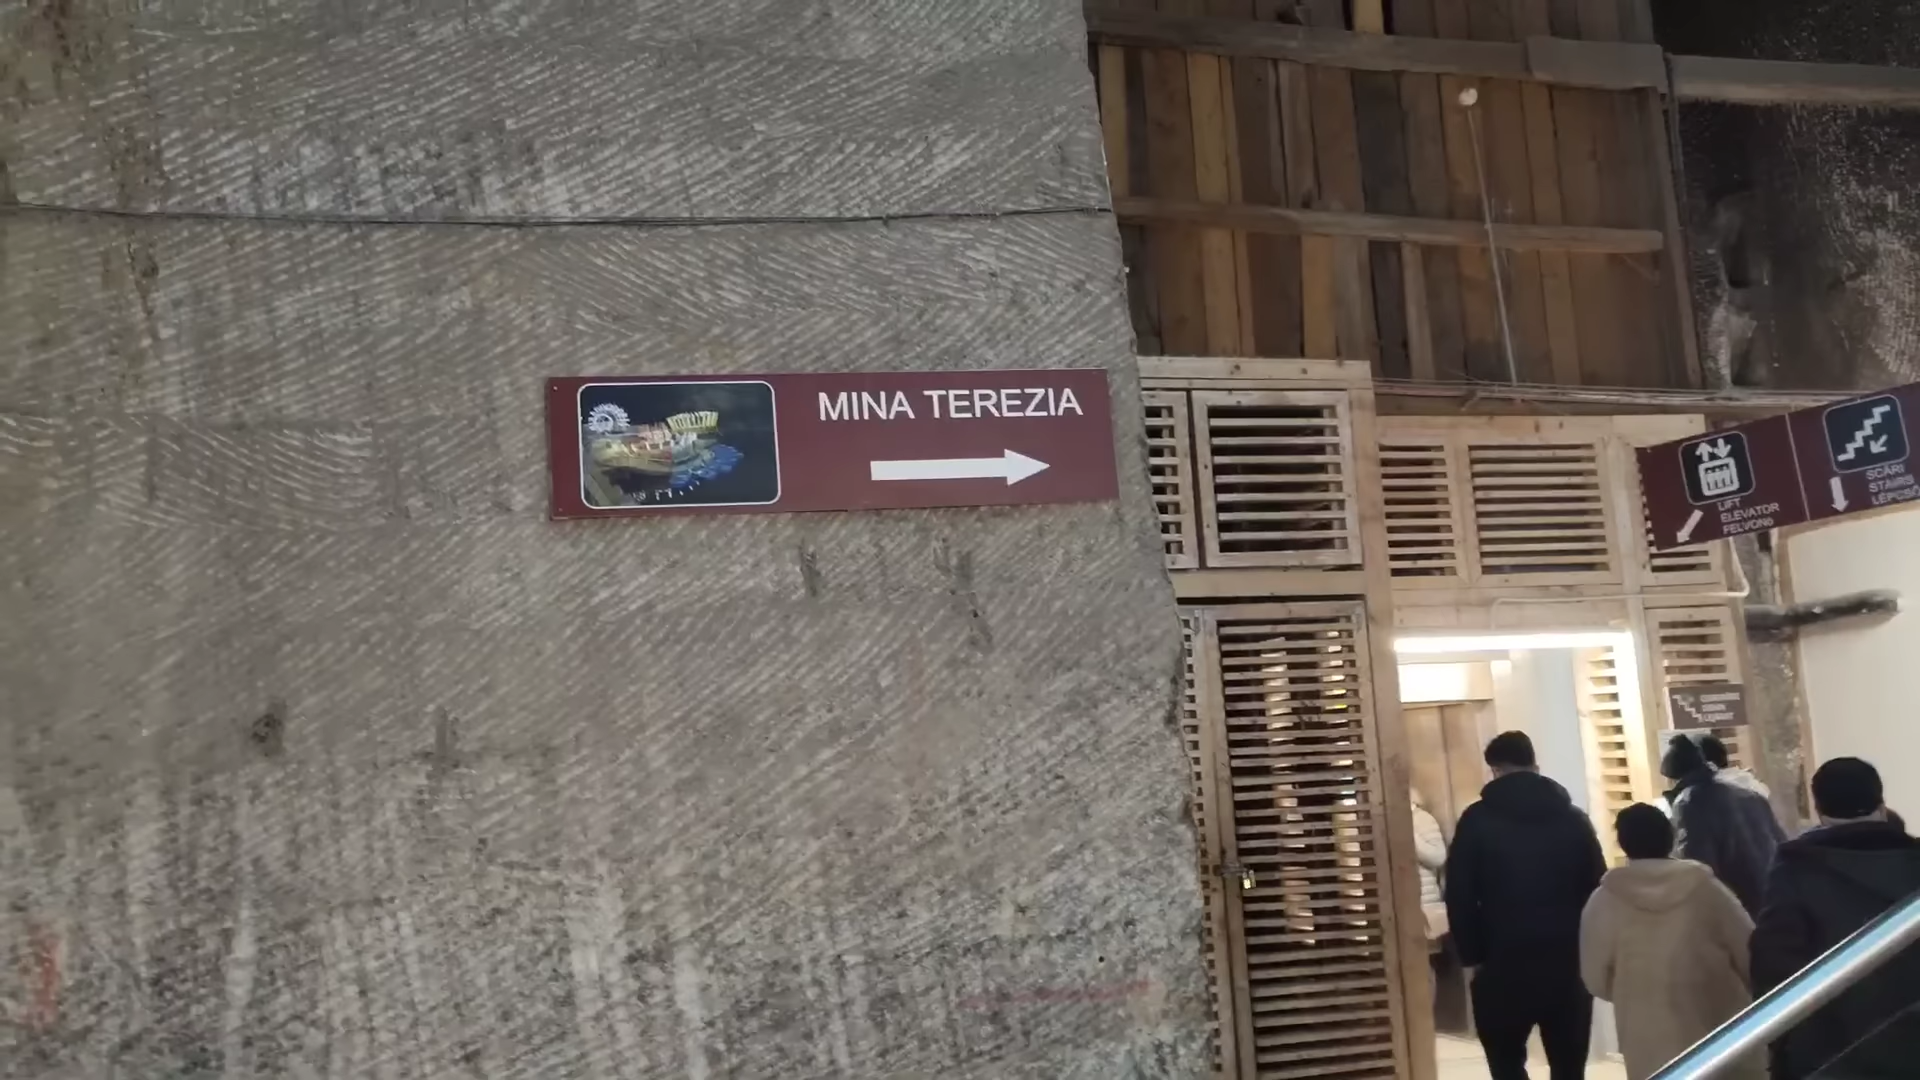 MINA TEREZIA
LIFT
ELEVATOR
FELVONó
SCĂRI
STAIRS
LÉPCSŐ